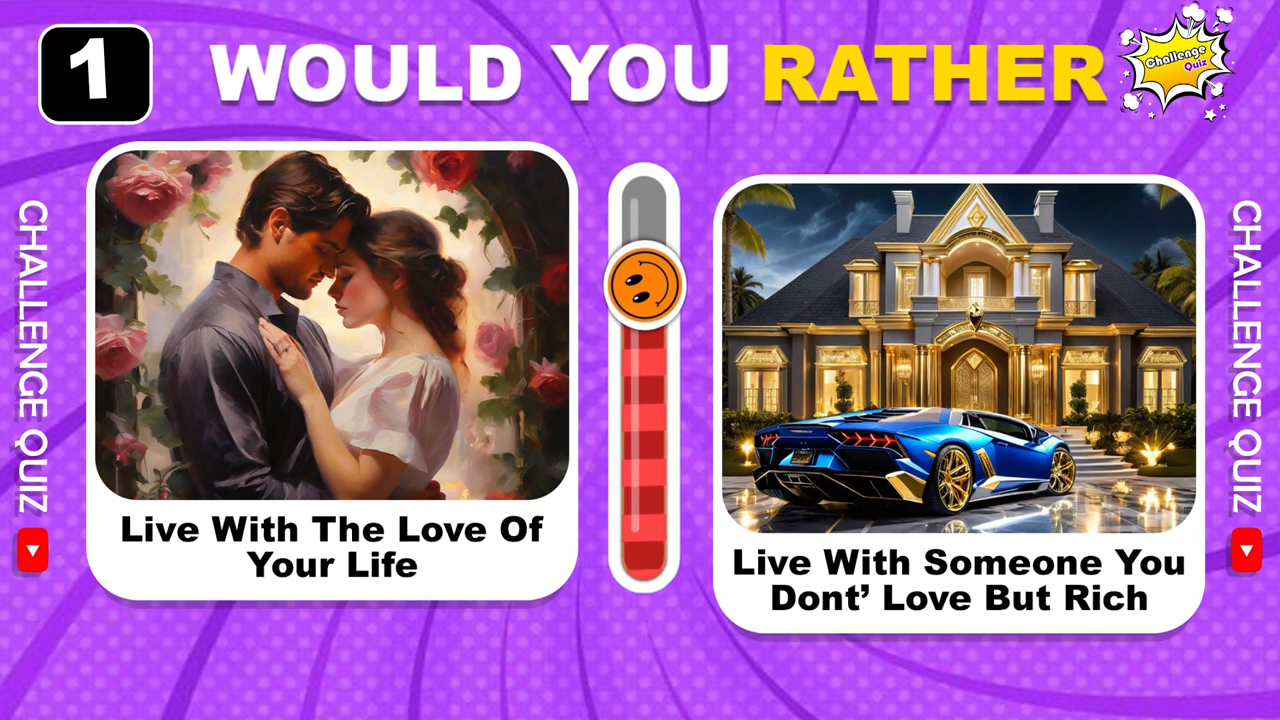 1
WOULD YOU RATHER
Challenge
Quiz
CHALLENGE QUIZ
Live With The Love Of
Your Life
Live With Someone You
Dont’ Love But Rich
CHALLENGE QUIZ